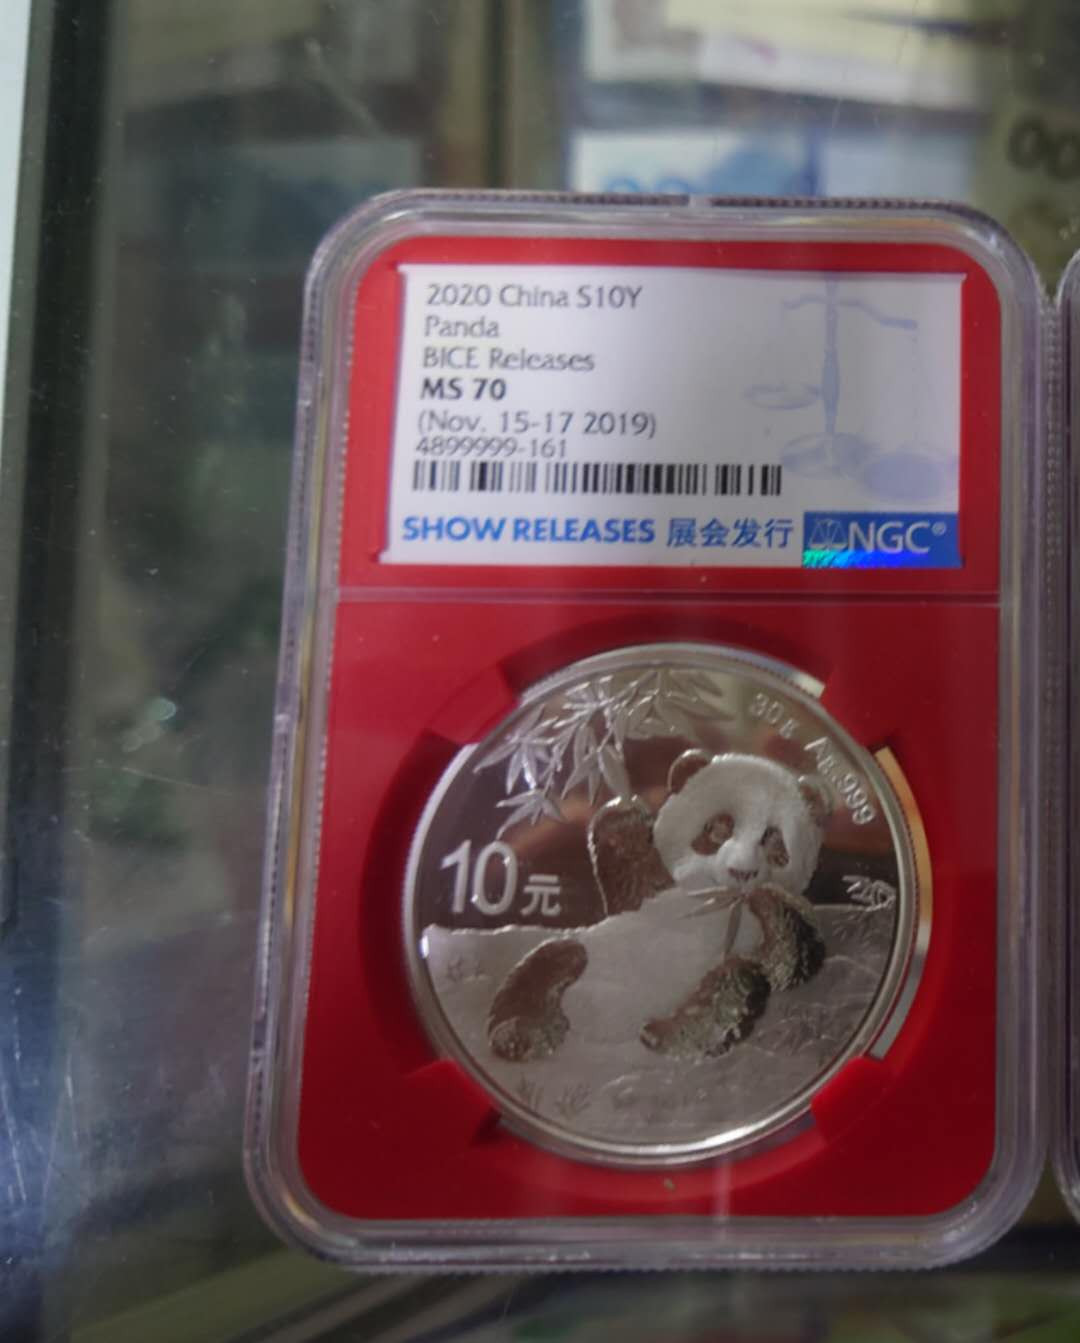 2020 China S10Y
Panda
BICE Releases
MS 70
(Nov. 15-17 2019)
4899999-161
SHOW RELEASES 展会发行 NGC®
30g Ag.999
10元